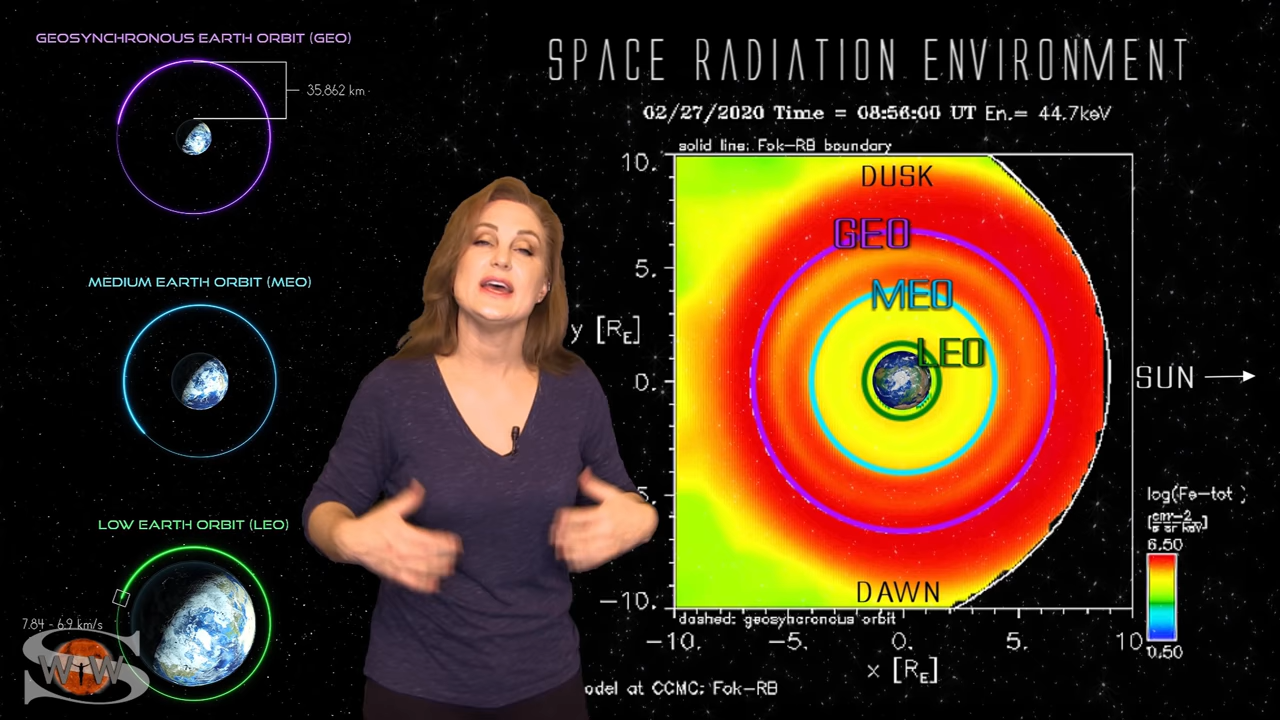 GEOSYNCHRONOUS EARTH ORBIT (GEO)
35,862 km
MEDIUM EARTH ORBIT (MEO)
LOW EARTH ORBIT (LEO)
7.84 - 6.9 km/s
S
WTW
SPACE RADIATION ENVIRONMENT
02/27/2020 Time = 08:56:00 UT En.= 44.7keV
solid line: Fok-RB boundary
10.
DUSK
GEO
5.
MEO
y [RE]
LEO
0.
SUN
5.
log(Fe-tot )
6.50
DAWN
-10.
dashed: geosyncronous orbit
-10.
-5.
0.
5.
10
0.50
x [RE]
odel at CCMC: Fok-RB